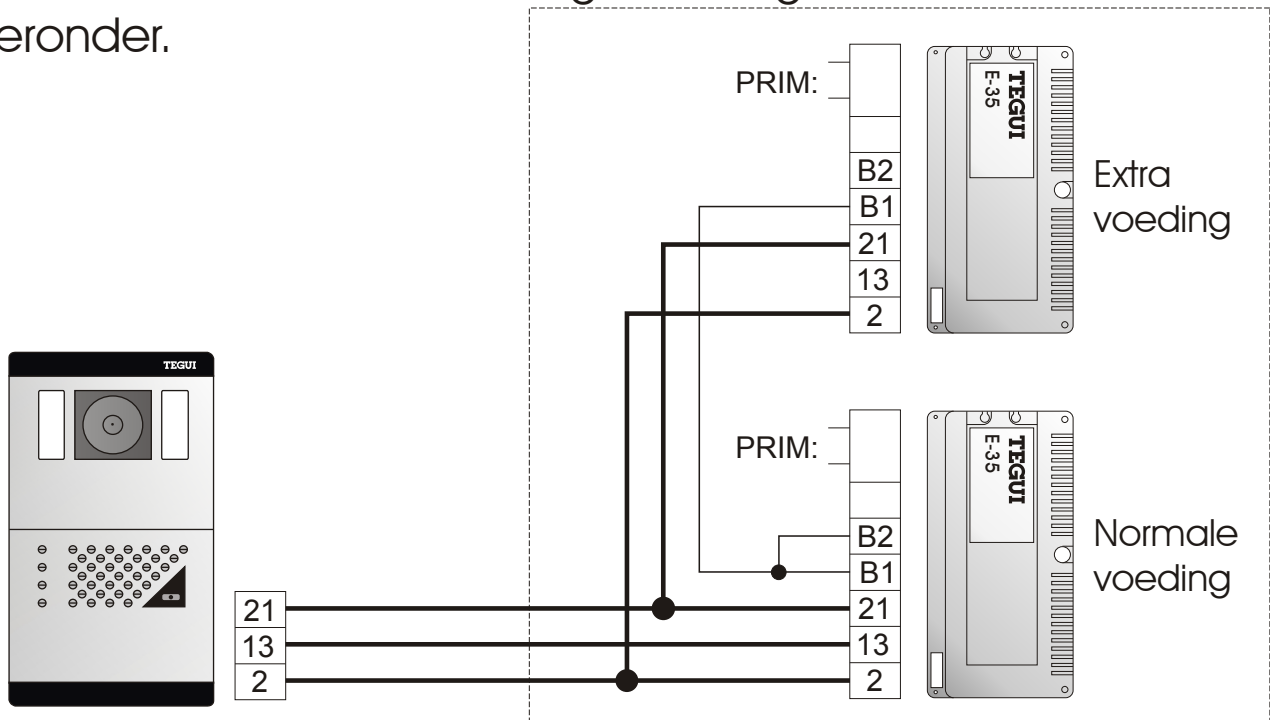 eronder.
PRIM:
B2
B1
21
13
2
TEGUI
E-35
Extra
voeding
TEGUI
PRIM:
B2
B1
21
13
2
TEGUI
E-35
Normale
voeding
21
13
2